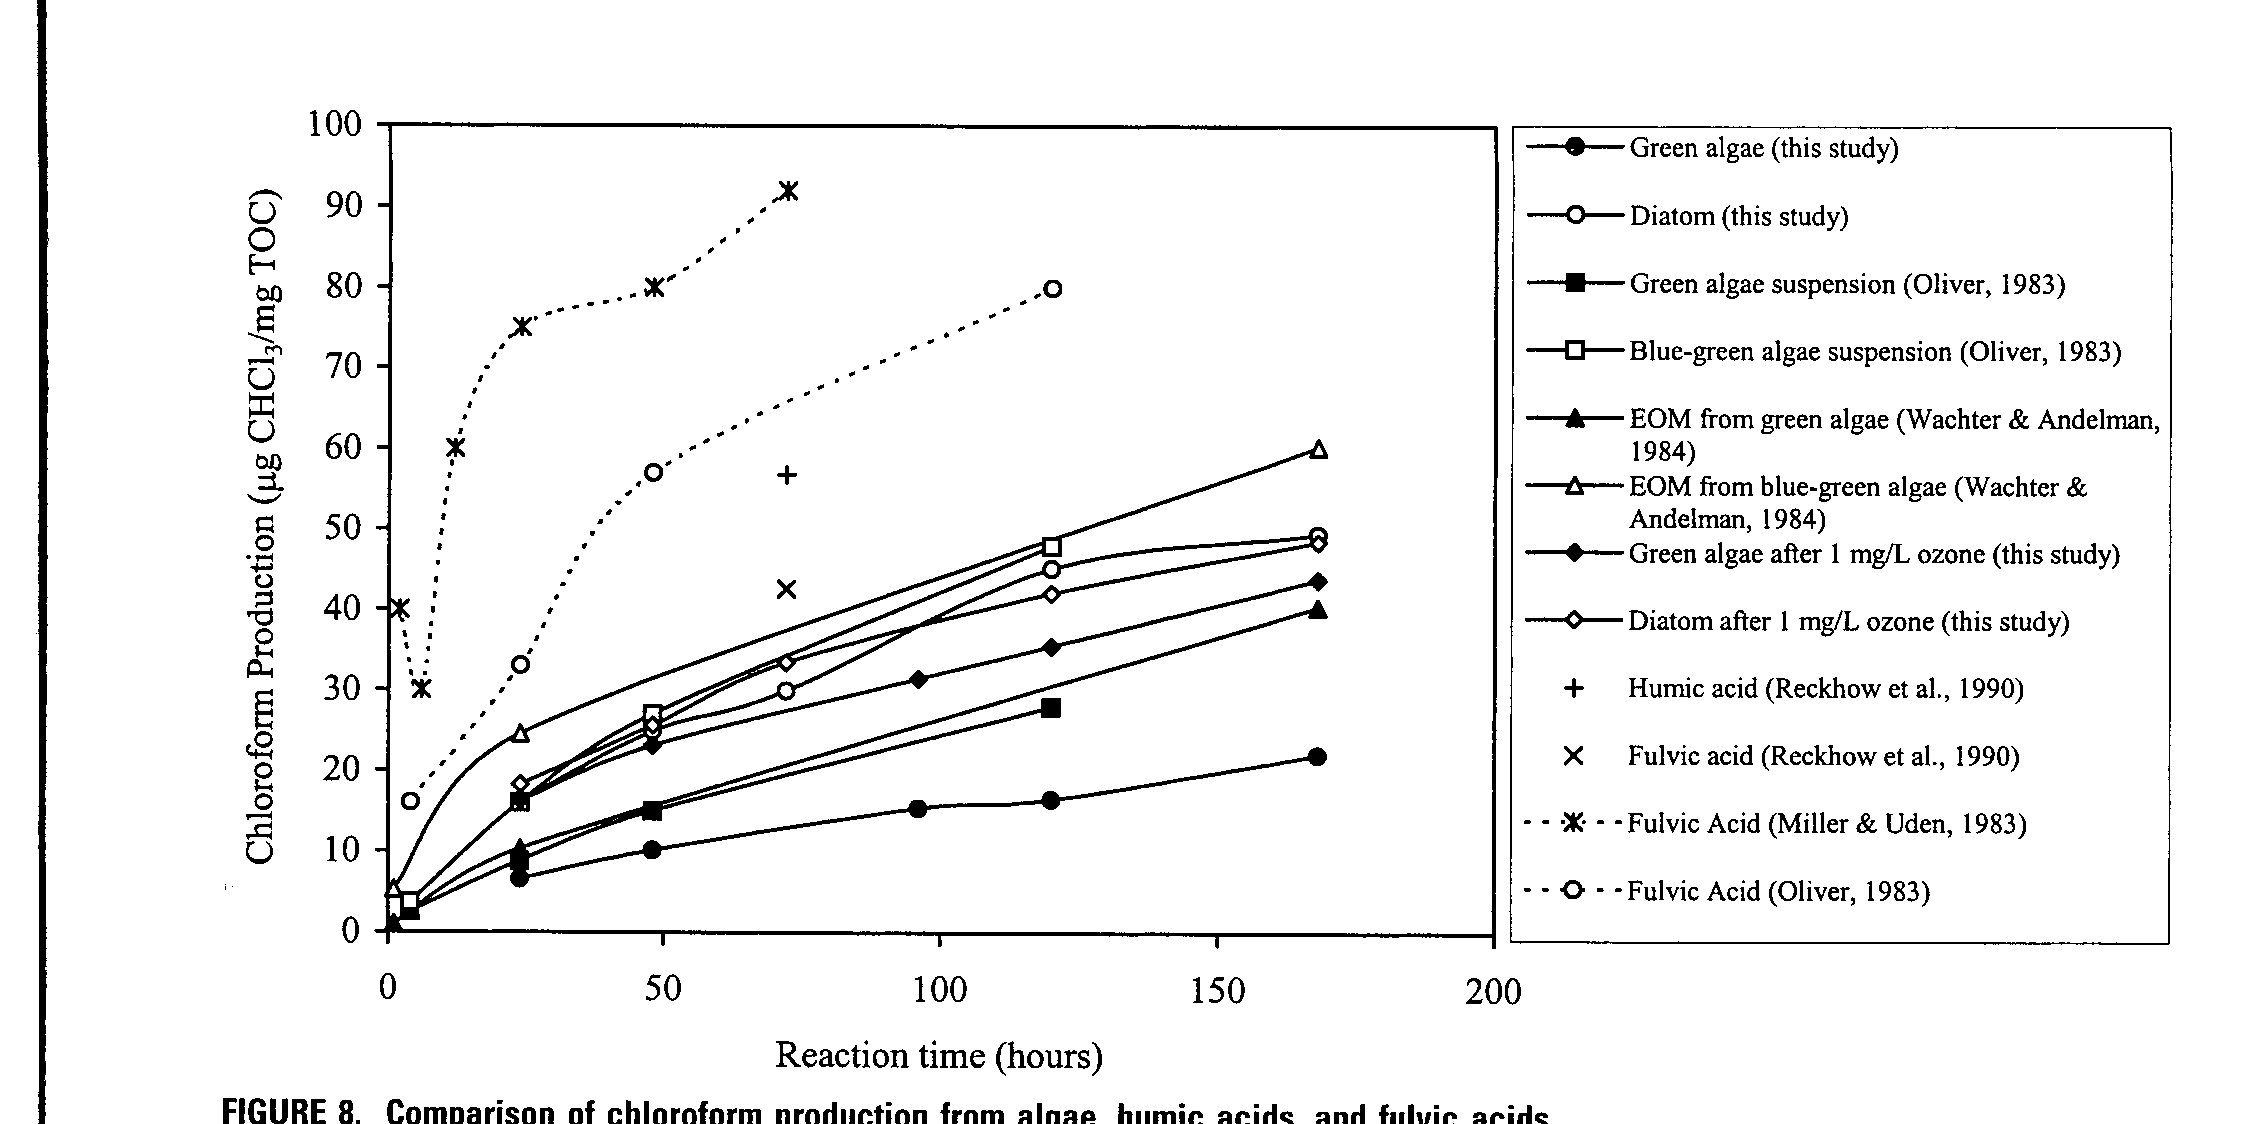 100
90
80
70
60
50
40
30
20
10
0
Chloroform Production (µg CHCl3/mg TOC)
0 50 100 150 200
Reaction time (hours)
Green algae (this study)
Diatom (this study)
Green algae suspension (Oliver, 1983)
Blue-green algae suspension (Oliver, 1983)
EOM from green algae (Wachter & Andelman,
1984)
EOM from blue-green algae (Wachter &
Andelman, 1984)
Green algae after 1 mg/L ozone (this study)
Diatom after 1 mg/L ozone (this study)
Humic acid (Reckhow et al., 1990)
Fulvic acid (Reckhow et al., 1990)
Fulvic Acid (Miller & Uden, 1983)
Fulvic Acid (Oliver, 1983)
FIGURE 8. Comparison of chloroform production from algae, humic acids, and fulvic acids